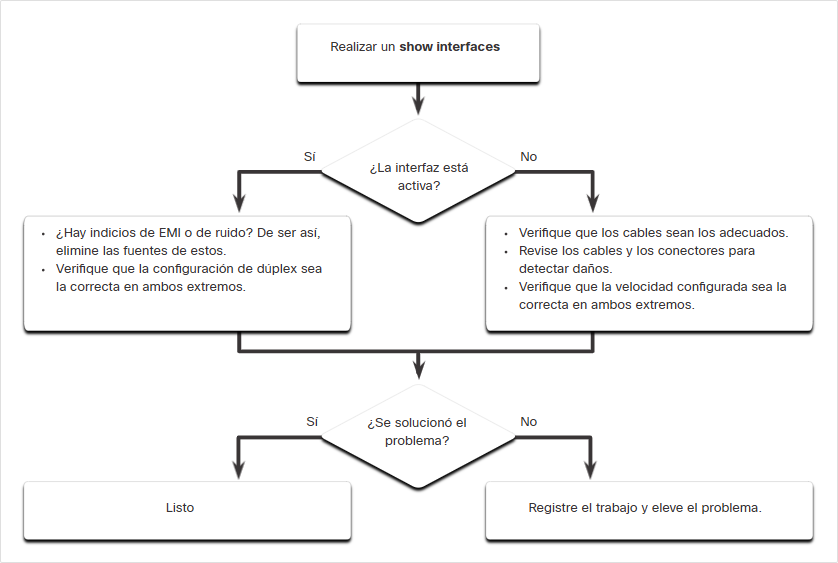 Realizar un show interfaces
¿La interfaz está
activa?
Sí
No
• ¿Hay indicios de EMI o de ruido? De ser así,
elimine las fuentes de estos.
• Verifique que la configuración de dúplex sea
la correcta en ambos extremos.
• Verifique que los cables sean los adecuados.
• Revise los cables y los conectores para
detectar daños.
• Verifique que la velocidad configurada sea la
correcta en ambos extremos.
¿Se solucionó el
problema?
Sí
No
Listo
Registre el trabajo y eleve el problema.